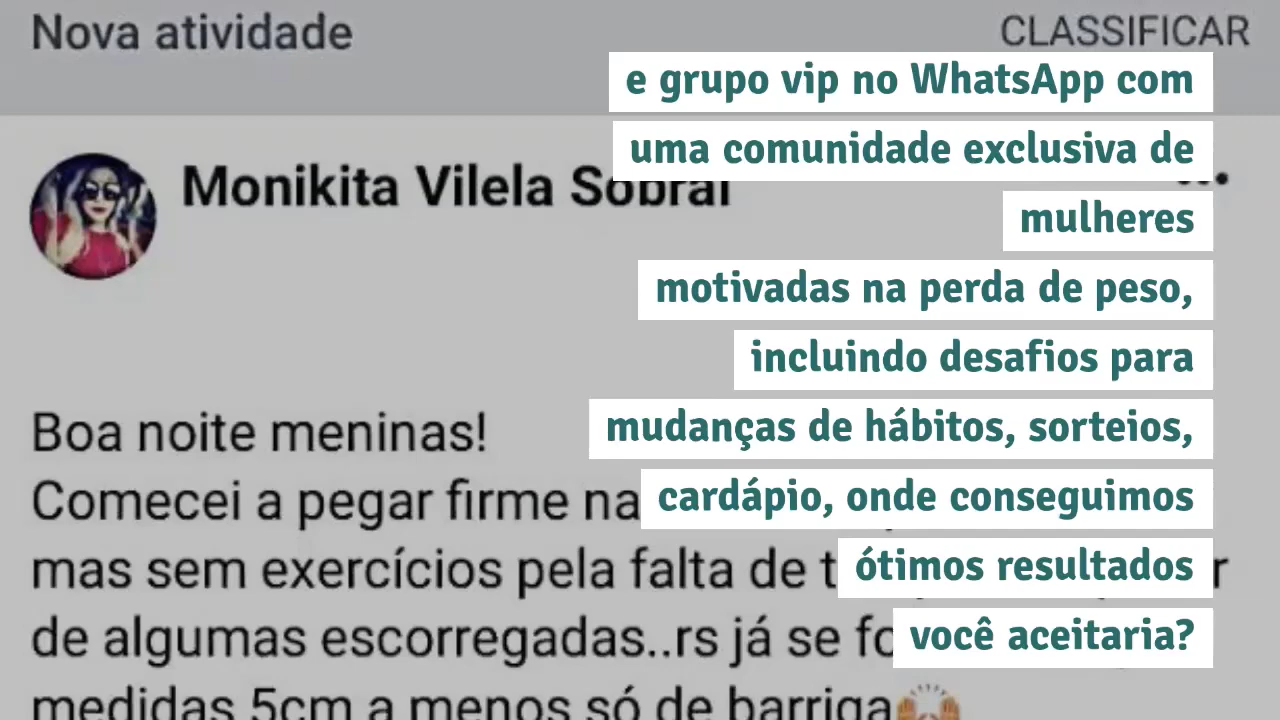 Nova atividade
CLASSIFICAR
e grupo vip no WhatsApp com
uma comunidade exclusiva de
mulheres
motivadas na perda de peso,
incluindo desafios para
mudanças de hábitos, sorteios,
cardápio, onde conseguimos
ótimos resultados
você aceitaria?
Monikita Vilela Sobral
Boa noite meninas!
Comecei a pegar firme na
mas sem exercícios pela falta de
de algumas escorregadas..rs já se
medidas 5cm a menos só de barriga🙌